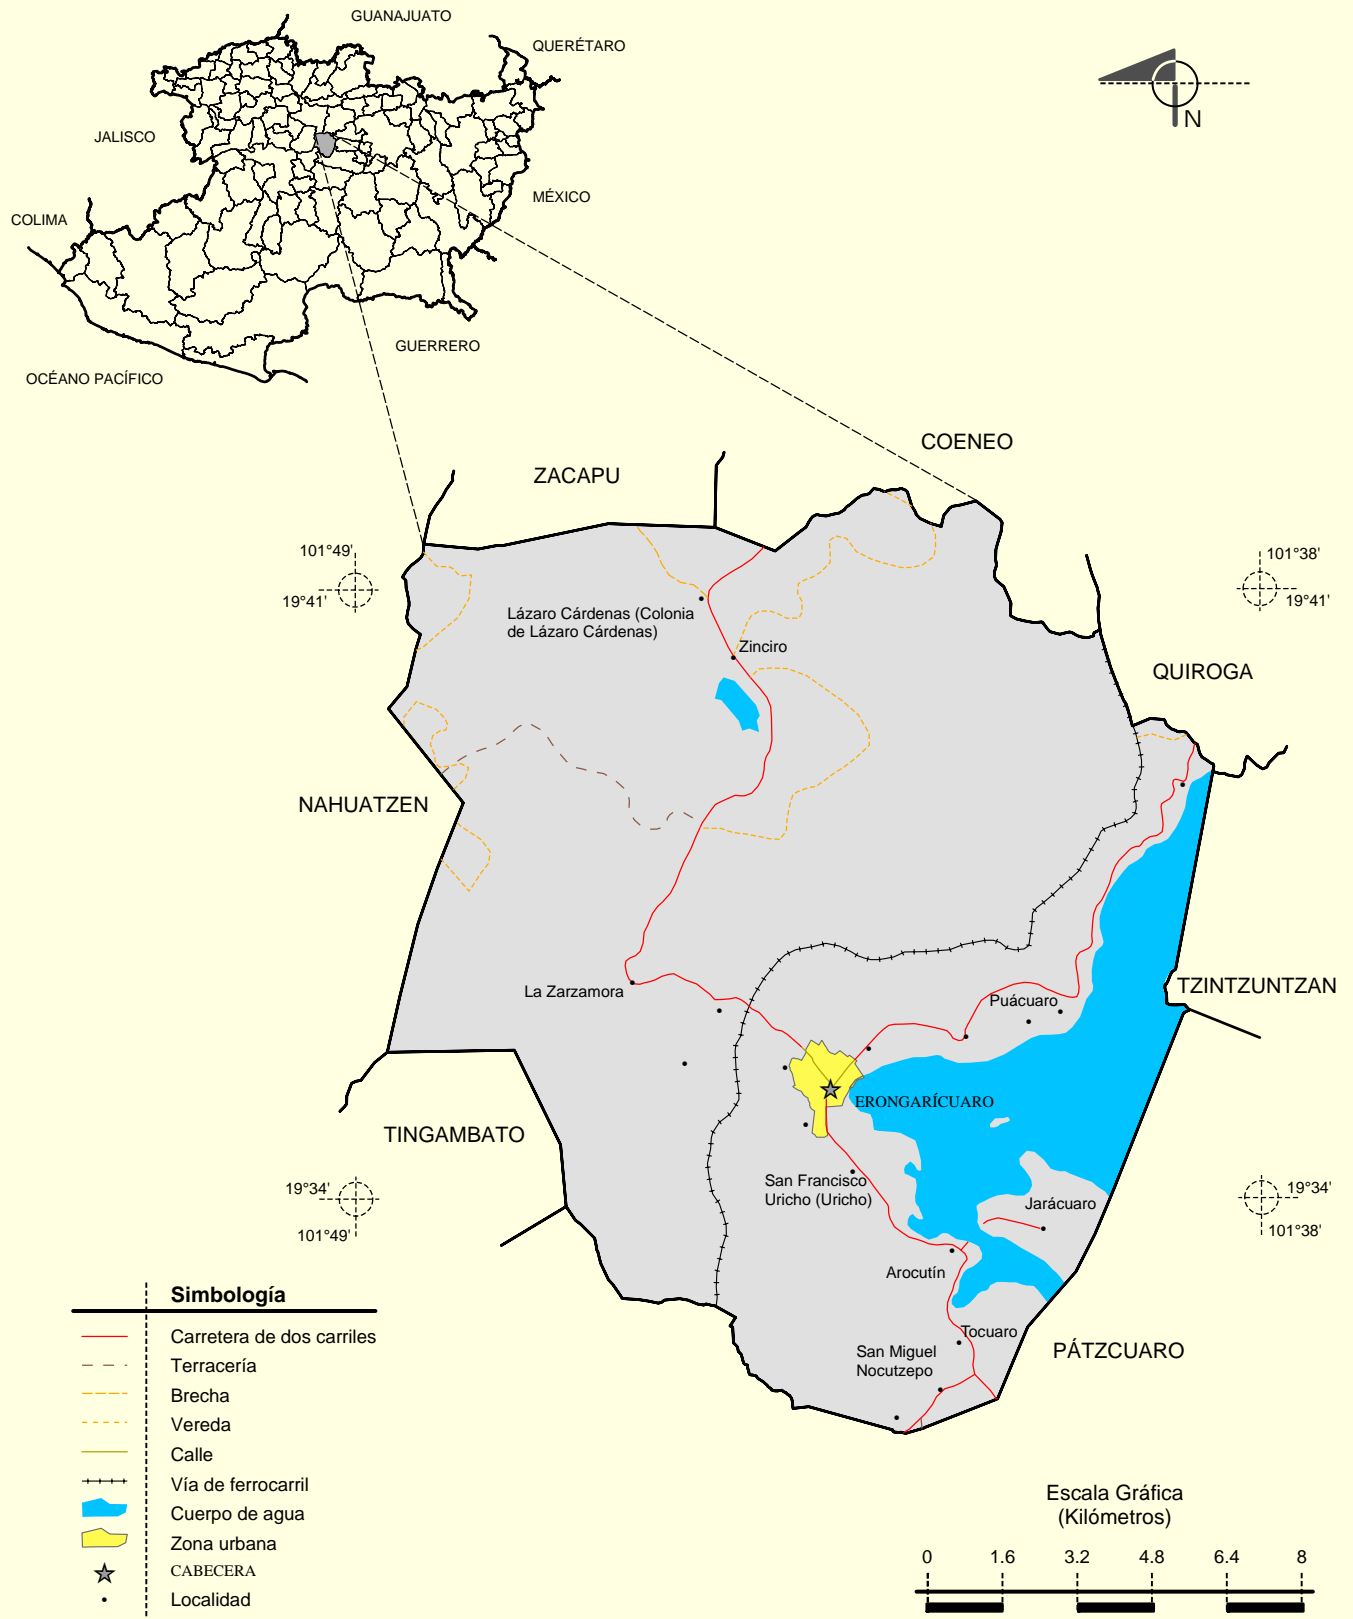 GUANAJUATO
QUERÉTARO
JALISCO
MÉXICO
COLIMA
GUERRERO
OCÉANO PACÍFICO
N
COENEO
ZACAPU
101°49'
19°41'
101°38'
19°41'
Lázaro Cárdenas (Colonia
de Lázaro Cárdenas)
Zinciro
QUIROGA
NAHUATZEN
TZINTZUNTZAN
La Zarzamora
Puácuaro
ERONGARÍCUARO
TINGAMBATO
San Francisco
Uricho (Uricho)
Jarácuaro
19°34'
101°49'
19°34'
101°38'
Arocutín
Tocuaro
San Miguel
Nocutzepo
PÁTZCUARO
Simbología
Carretera de dos carriles
Terracería
Brecha
Vereda
Calle
Vía de ferrocarril
Cuerpo de agua
Zona urbana
CABECERA
Localidad
Escala Gráfica
(Kilómetros)
0 1.6 3.2 4.8 6.4 8